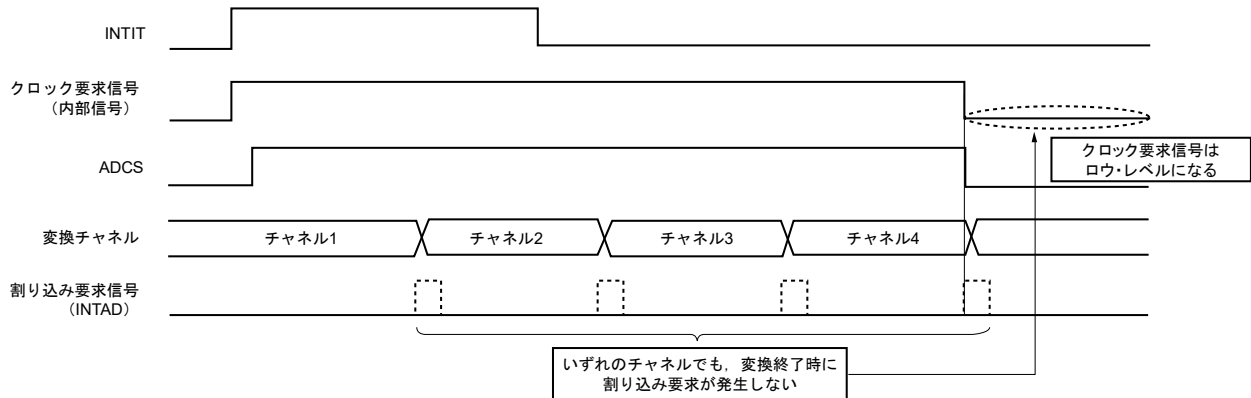 INTIT
クロック要求信号
（内部信号）
ADCS
クロック要求信号は
ロウ・レベルになる
変換チャネル
チャネル1
チャネル2
チャネル3
チャネル4
割り込み要求信号
（INTAD）
いずれのチャネルでも，変換終了時に
割り込み要求が発生しない